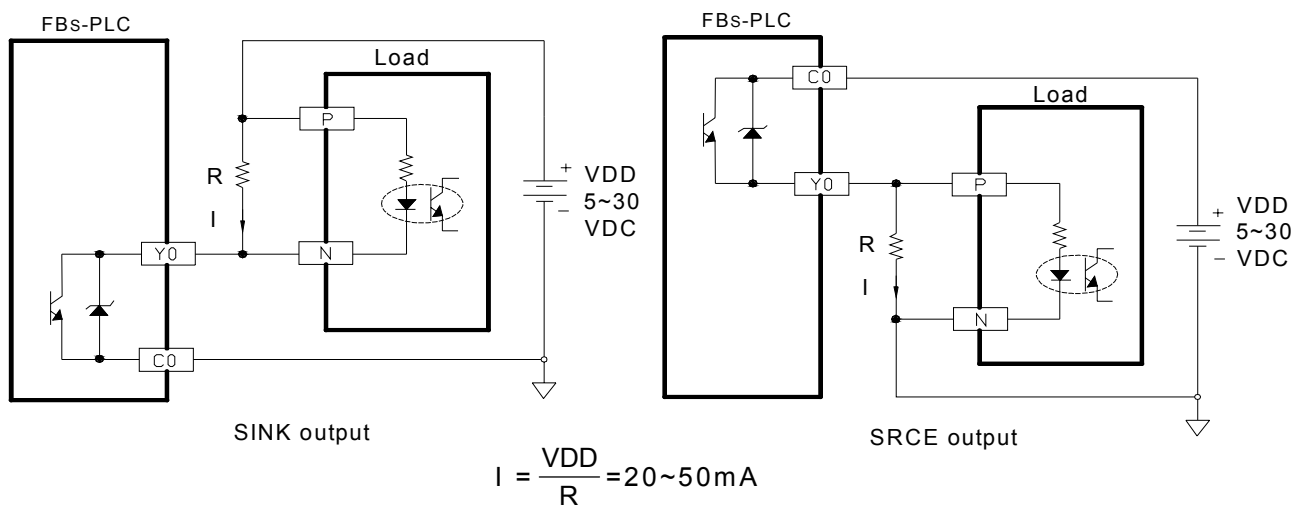 FBs-PLC
Load
P
R
I
N
Y0
C0
+ VDD
5~30
– VDC
SINK output
FBs-PLC
C0
Load
Y0
P
R
I
N
+ VDD
5~30
– VDC
SRCE output
I = VDD/R = 20~50mA